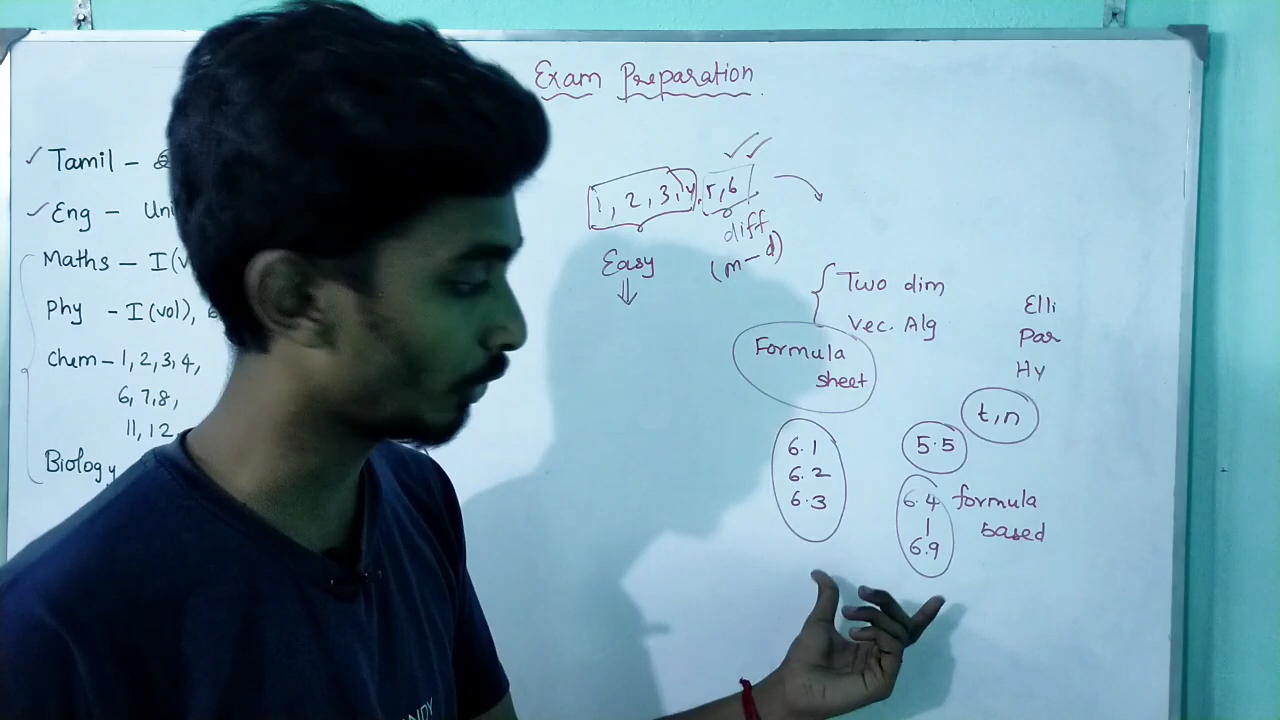 Exam Preparation
✓ Tamil –
✓ Eng – Uni
Maths – I(v
Phy – I(vol), 6
Chem – 1, 2, 3, 4,
6, 7, 8,
11, 12
Biology
1, 2, 3, 4, 5, 6
Easy
diff
(m–d)
Two dim
Vec. Alg
Formula
sheet
Elli
Par
Hy
t, n
6.1
6.2
6.3
5.5
6.4 formula
| based
6.9